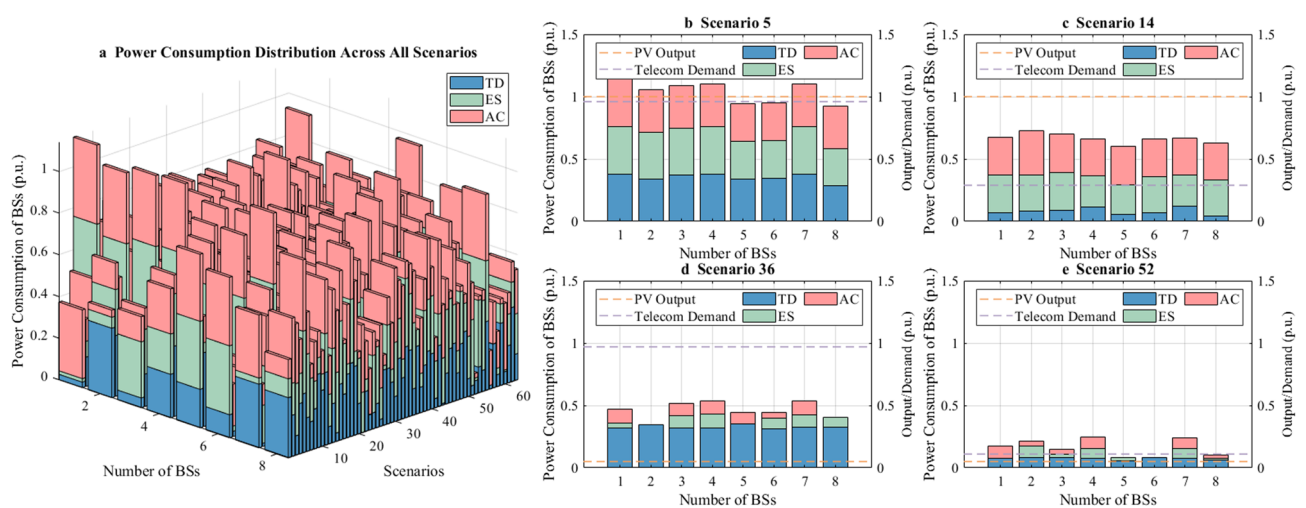 a Power Consumption Distribution Across All Scenarios
TD
ES
AC
Power Consumption of BSs (p.u.)
1
0.8
0.6
0.4
0.2
0
2
4
6
8
Number of BSs
10
20
30
40
50
60
Scenarios
b Scenario 5
PV Output
TD
AC
Telecom Demand
ES
Power Consumption of BSs (p.u.)
1.5
1
0.5
0
1.5
1
0.5
0
Output/Demand (p.u.)
1 2 3 4 5 6 7 8
Number of BSs
c Scenario 14
PV Output
TD
AC
Telecom Demand
ES
Power Consumption of BSs (p.u.)
1.5
1
0.5
0
1.5
1
0.5
0
Output/Demand (p.u.)
1 2 3 4 5 6 7 8
Number of BSs
d Scenario 36
PV Output
TD
AC
Telecom Demand
ES
Power Consumption of BSs (p.u.)
1.5
1
0.5
0
1.5
1
0.5
0
Output/Demand (p.u.)
1 2 3 4 5 6 7 8
Number of BSs
e Scenario 52
PV Output
TD
AC
Telecom Demand
ES
Power Consumption of BSs (p.u.)
1.5
1
0.5
0
1.5
1
0.5
0
Output/Demand (p.u.)
1 2 3 4 5 6 7 8
Number of BSs